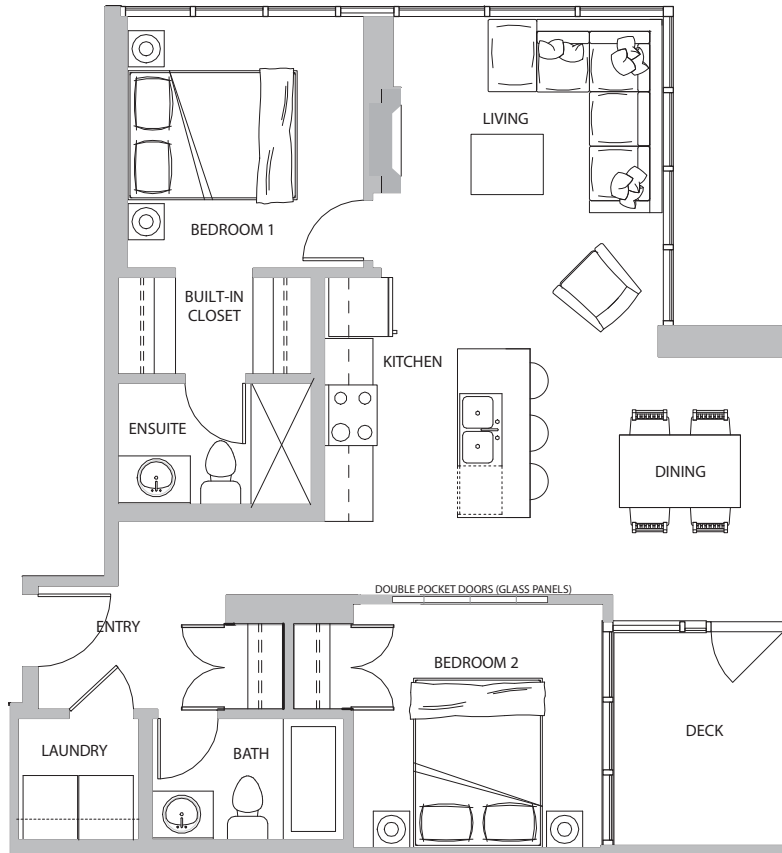 LIVING
BEDROOM 1
BUILT-IN
CLOSET
KITCHEN
ENSUITE
DINING
DOUBLE POCKET DOORS (GLASS PANELS)
ENTRY
BEDROOM 2
DECK
LAUNDRY
BATH